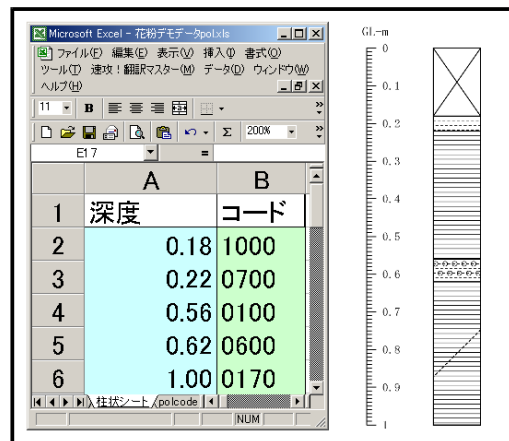 Microsoft Excel - 花粉デモデータpol.xls
ファイル(F) 編集(E) 表示(V) 挿入(I) 書式(O)
ツール(T) 速攻！翻訳マスター(M) データ(D) ウィンドウ(W)
ヘルプ(H)
11 B
Σ 200%
E17 =
A B
1 深度 コード
2 0.18 1000
3 0.22 0700
4 0.56 0100
5 0.62 0600
6 1.00 0170
柱状シート polcode
NUM
GL-m
0
0.1
0.2
0.3
0.4
0.5
0.6
0.7
0.8
0.9
1